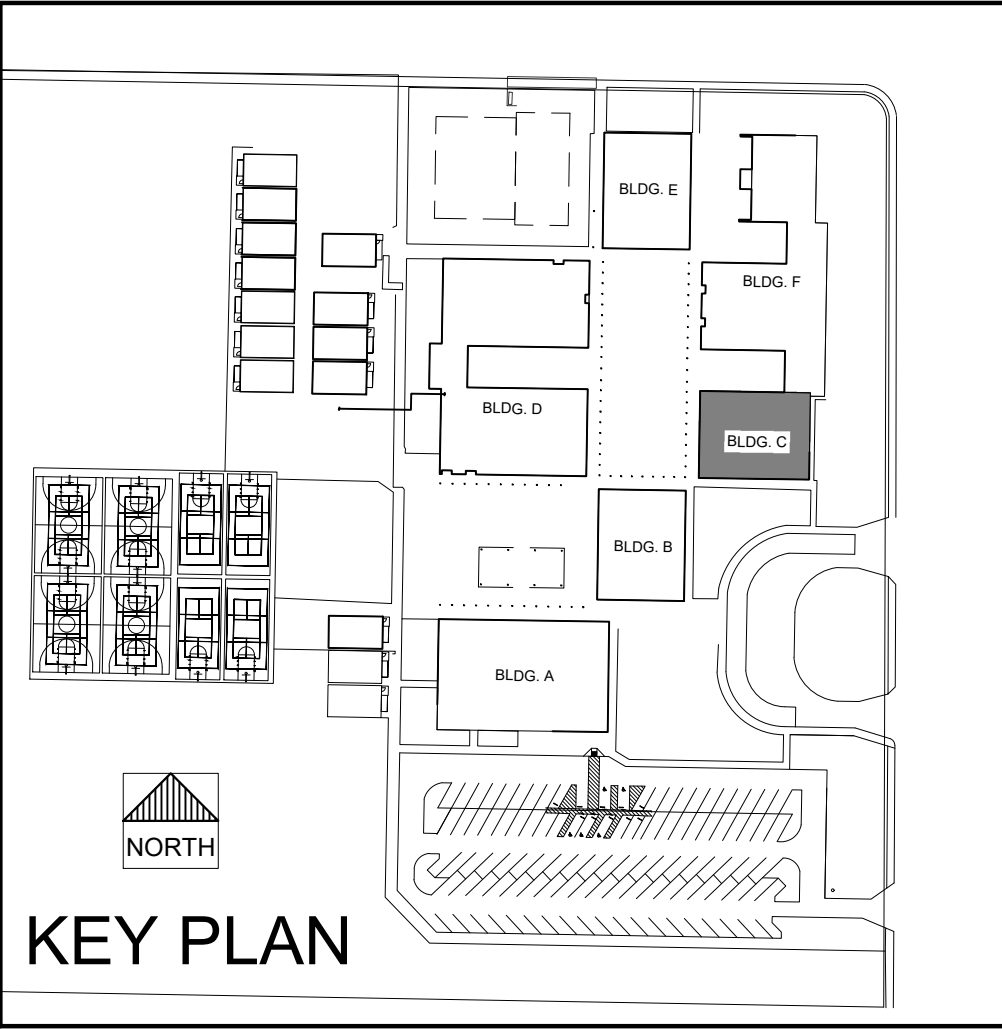 BLDG. E
BLDG. F
BLDG. D
BLDG. C
BLDG. B
BLDG. A
NORTH
KEY PLAN